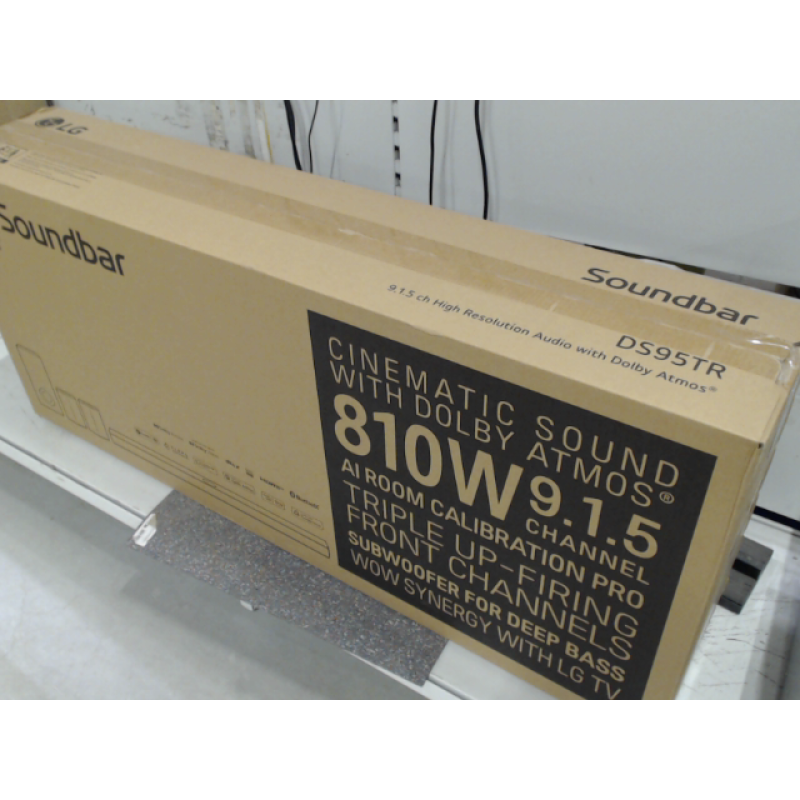 LG
Soundbar
Soundbar
DS95TR
9.1.5 ch High Resolution Audio with Dolby Atmos®
CINEMATIC SOUND
WITH DOLBY ATMOS®
810W 9.1.5
CHANNEL
AI ROOM CALIBRATION PRO
TRIPLE UP-FIRING
FRONT CHANNELS
SUBWOOFER FOR DEEP BASS
WOW SYNERGY WITH LG TV